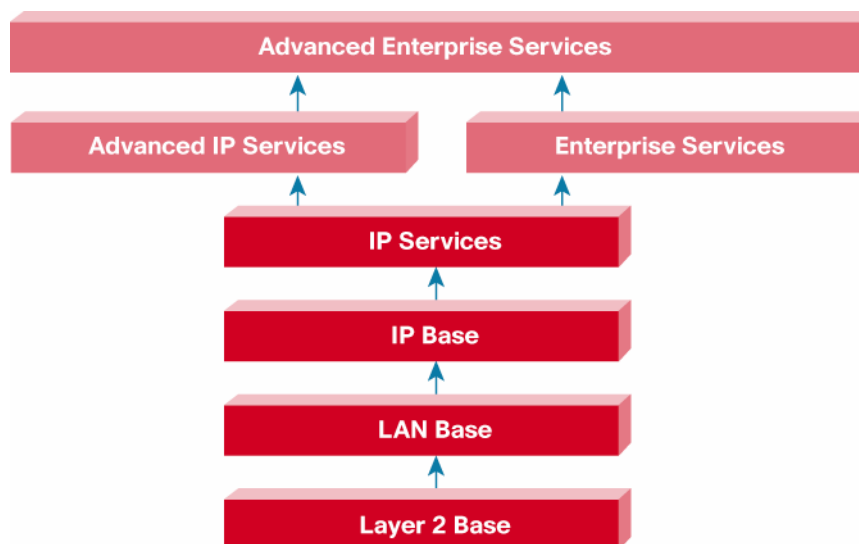 Advanced Enterprise Services
Advanced IP Services
Enterprise Services
IP Services
IP Base
LAN Base
Layer 2 Base